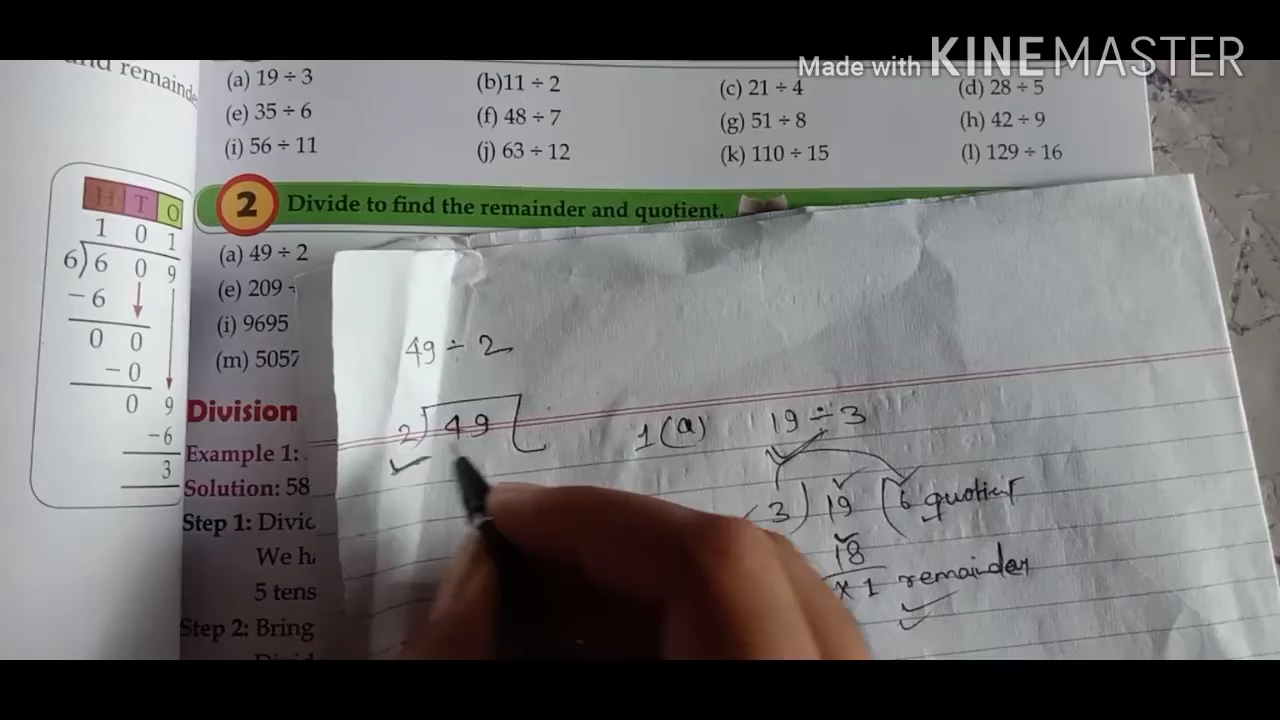 Made with KINEMASTER
(a) 19 ÷ 3 (b)11 ÷ 2 (c) 21 ÷ 4 (d) 28 ÷ 5
(e) 35 ÷ 6 (f) 48 ÷ 7 (g) 51 ÷ 8 (h) 42 ÷ 9
(i) 56 ÷ 11 (j) 63 ÷ 12 (k) 110 ÷ 15 (l) 129 ÷ 16
2 Divide to find the remainder and quotient.
(a) 49 ÷ 2
(e) 209 ÷
(i) 9695
(m) 5057
Division
Example 1:
Solution: 58
Step 1: Divic
We ha
5 tens
Step 2: Bring
and remainde
H T O
1 0 1
6) 6 0 9
- 6
0 0
- 0
0 9
- 6
3
49 ÷ 2
2) 49
1(a) 19 ÷ 3
3) 19 (6 quotient
18
× 1 remainder